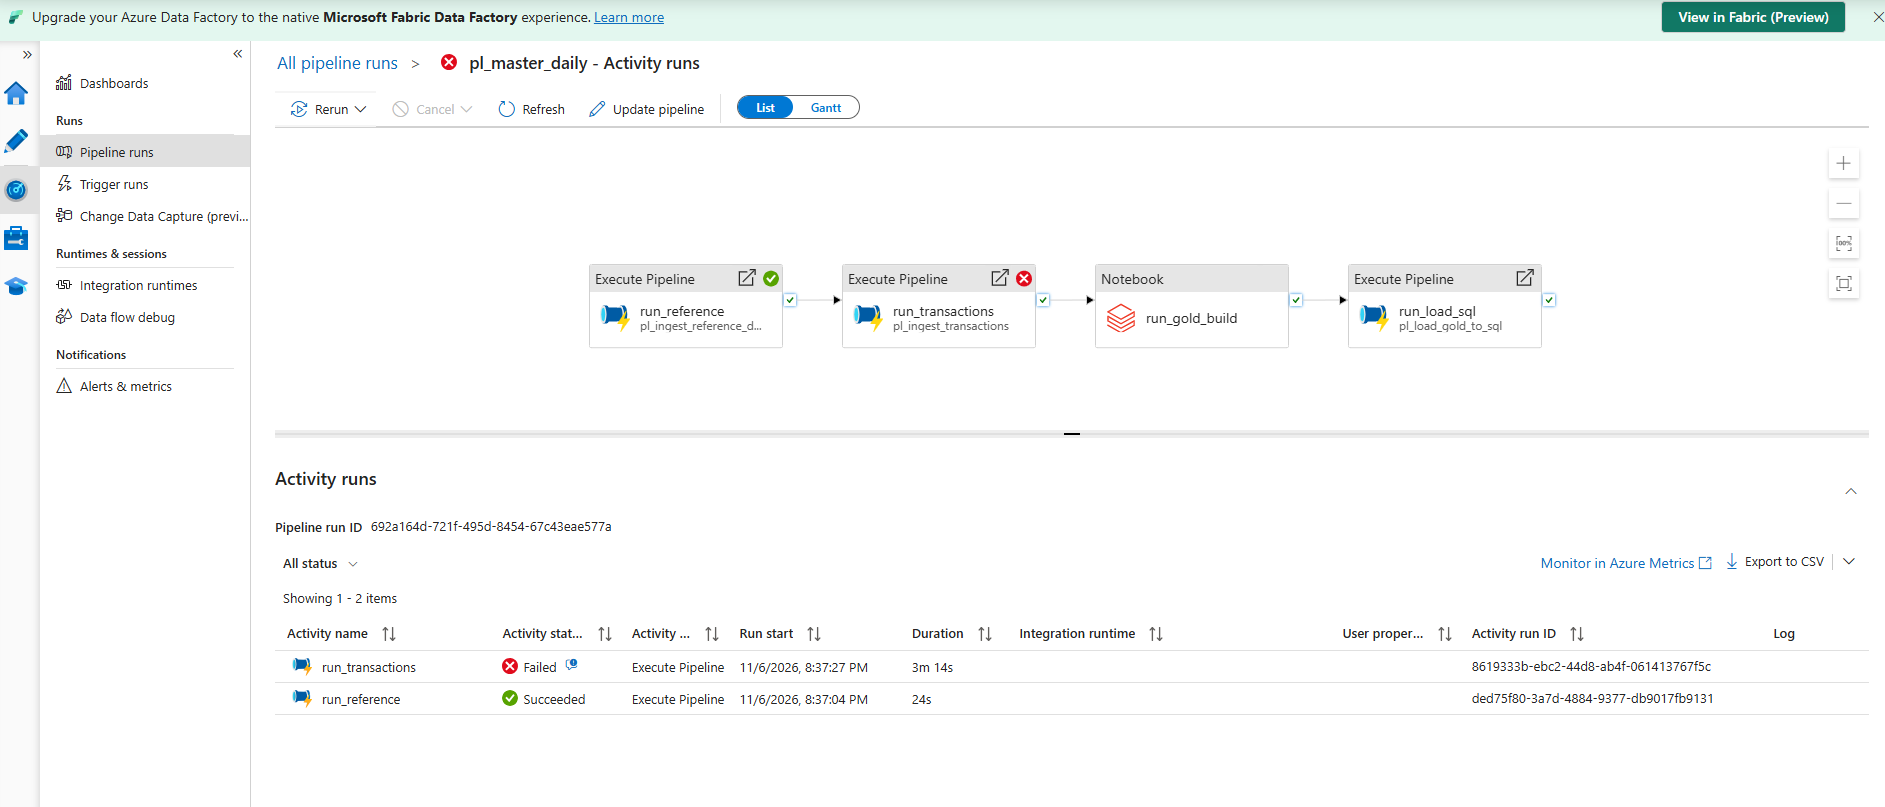 Upgrade your Azure Data Factory to the native Microsoft Fabric Data Factory experience. Learn more
View in Fabric (Preview)
Dashboards
Runs
Pipeline runs
Trigger runs
Change Data Capture (previ...
Runtimes & sessions
Integration runtimes
Data flow debug
Notifications
Alerts & metrics
All pipeline runs > pl_master_daily - Activity runs
Rerun Cancel Refresh Update pipeline List Gantt
100%
Execute Pipeline
run_reference
pl_ingest_reference_d...
Execute Pipeline
run_transactions
pl_ingest_transactions
Notebook
run_gold_build
Execute Pipeline
run_load_sql
pl_load_gold_to_sql
Activity runs
Pipeline run ID 692a164d-721f-495d-8454-67c43eae577a
All status
Monitor in Azure Metrics Export to CSV
Showing 1 - 2 items
Activity name Activity stat... Activity ... Run start Duration Integration runtime User proper... Activity run ID Log
run_transactions Failed Execute Pipeline 11/6/2026, 8:37:27 PM 3m 14s 8619333b-ebc2-44d8-ab4f-061413767f5c
run_reference Succeeded Execute Pipeline 11/6/2026, 8:37:04 PM 24s ded75f80-3a7d-4884-9377-db9017fb9131